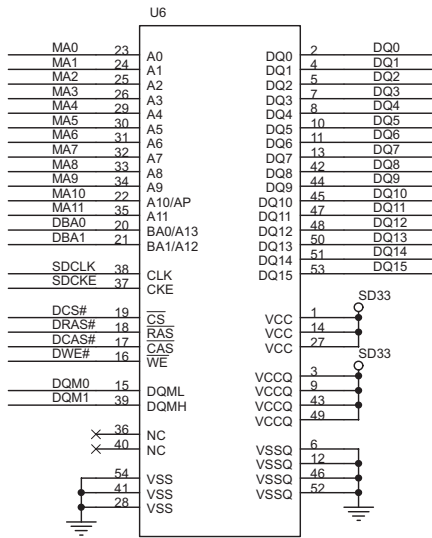 U6
MA0 23 A0 DQ0 2 DQ0
MA1 24 A1 DQ1 4 DQ1
MA2 25 A2 DQ2 5 DQ2
MA3 26 A3 DQ3 7 DQ3
MA4 29 A4 DQ4 8 DQ4
MA5 30 A5 DQ5 10 DQ5
MA6 31 A6 DQ6 11 DQ6
MA7 32 A7 DQ7 13 DQ7
MA8 33 A8 DQ8 42 DQ8
MA9 34 A9 DQ9 44 DQ9
MA10 22 A10/AP DQ10 45 DQ10
MA11 35 A11 DQ11 47 DQ11
DBA0 20 BA0/A13 DQ12 48 DQ12
DBA1 21 BA1/A12 DQ13 50 DQ13
DQ14 51 DQ14
SDCLK 38 CLK DQ15 53 DQ15
SDCKE 37 CKE
SD33
DCS# 19 CS VCC 1
DRAS# 18 RAS VCC 14
DCAS# 17 CAS VCC 27
DWE# 16 WE
SD33
VCCQ 3
DQM0 15 DQML VCCQ 9
DQM1 39 DQMH VCCQ 43
VCCQ 49
36 NC
40 NC VSSQ 6
VSSQ 12
54 VSS VSSQ 46
41 VSS VSSQ 52
28 VSS